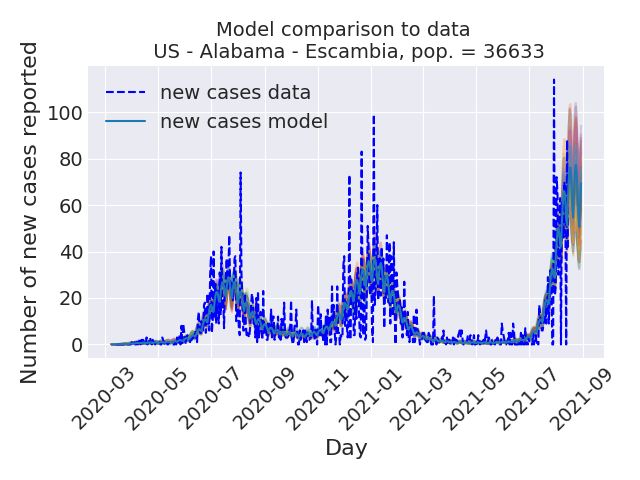 Model comparison to data
US - Alabama - Escambia, pop. = 36633
new cases data
new cases model
Number of new cases reported
100
80
60
40
20
0
2020-03
2020-05
2020-07
2020-09
2020-11
2021-01
2021-03
2021-05
2021-07
2021-09
Day